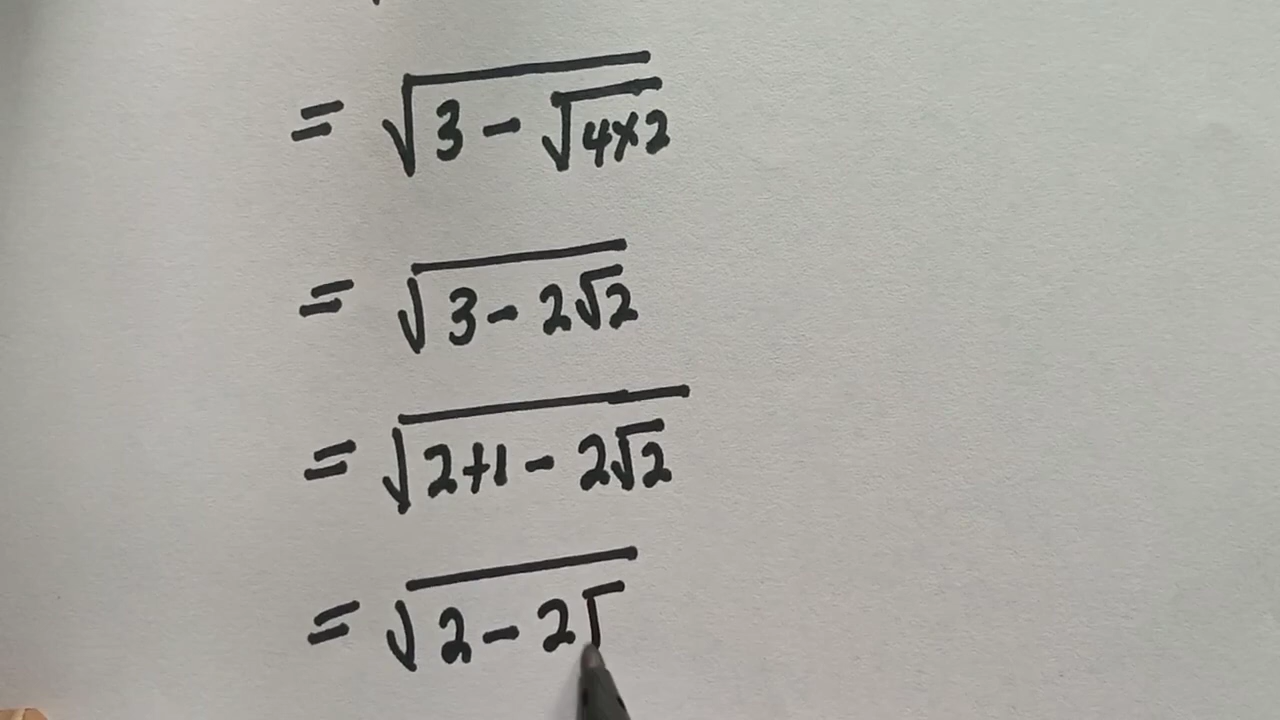 = √(3 - √(4×2))
= √(3 - 2√2)
= √(2+1 - 2√2)
= √(2 - 2√